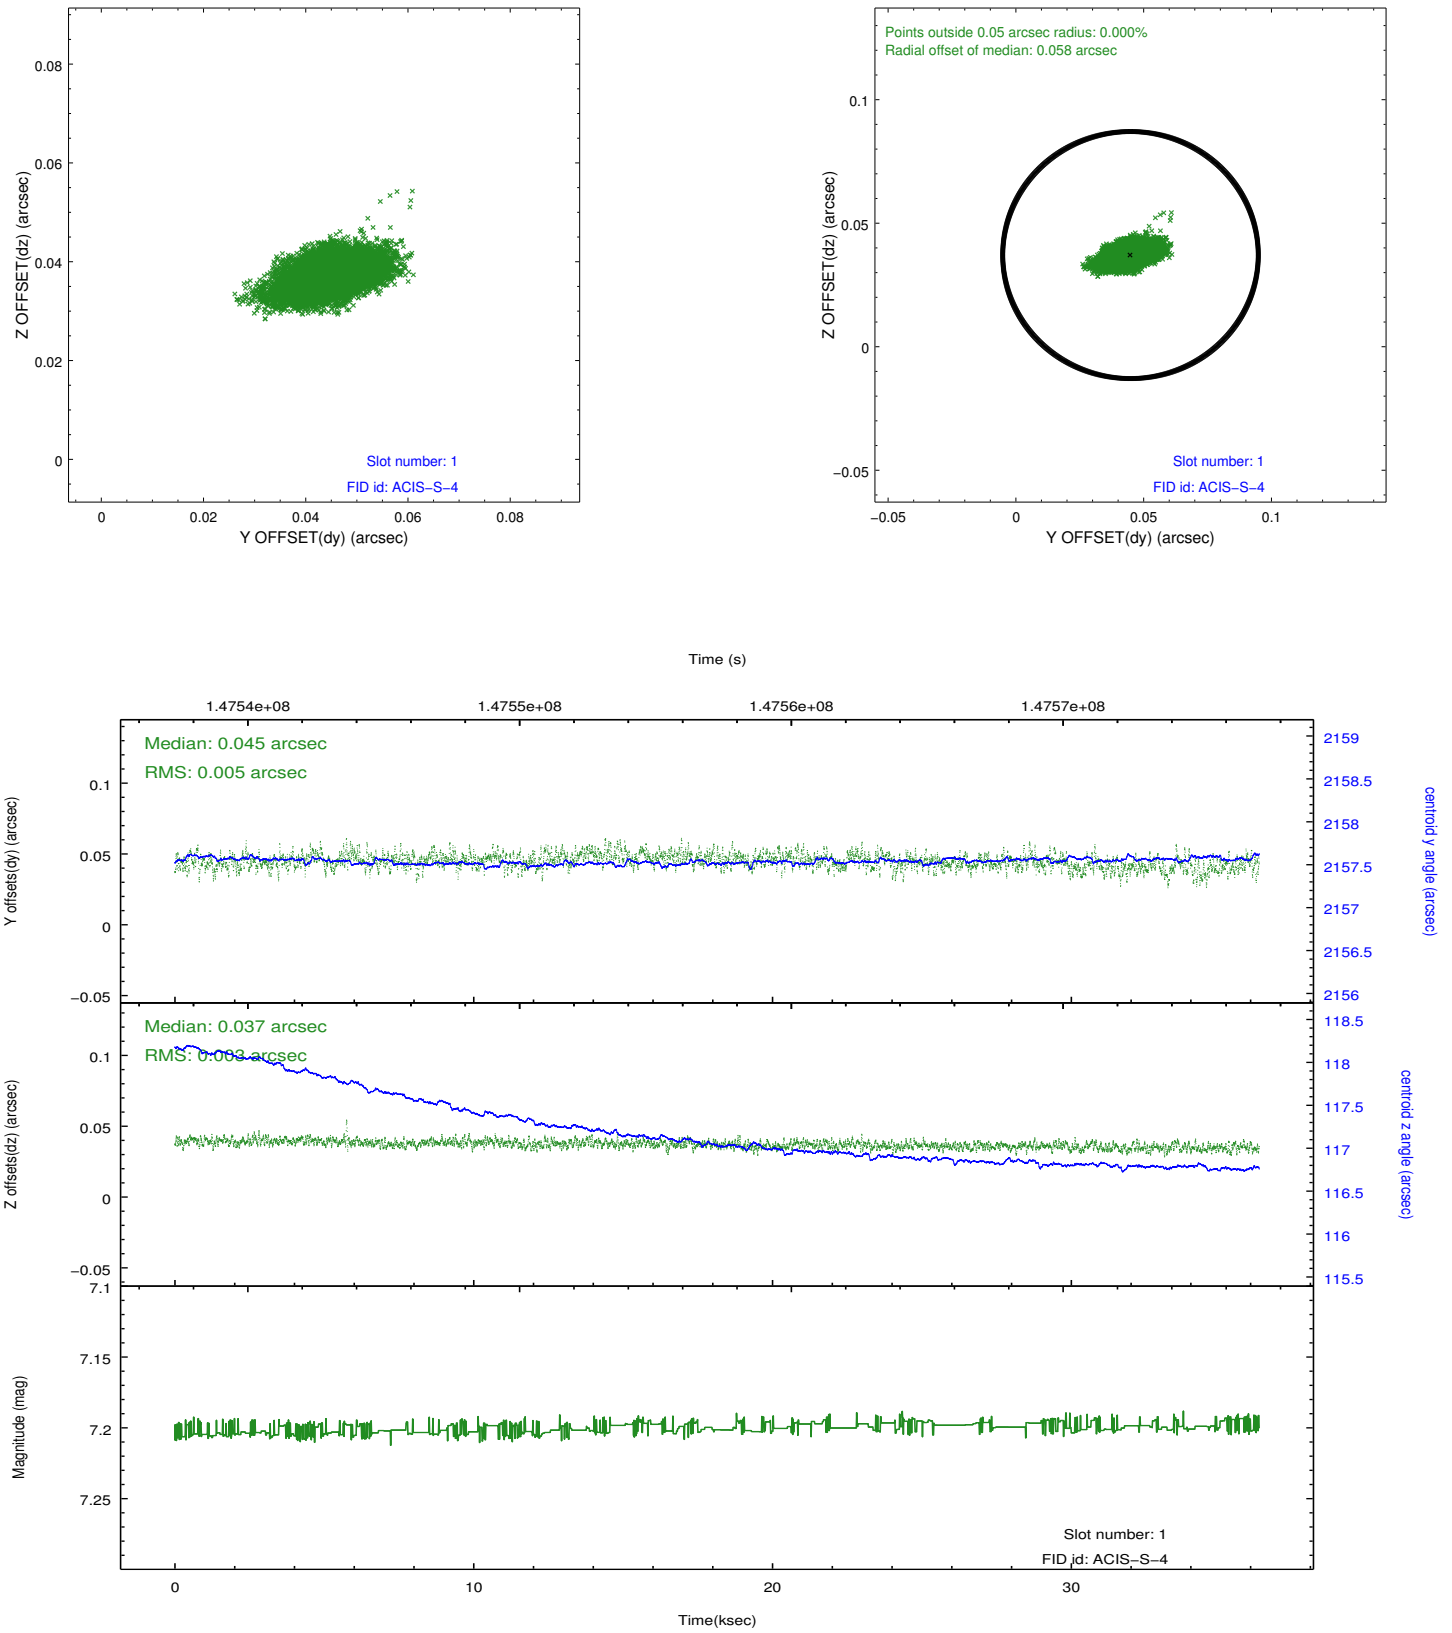 0.08
0.06
0.04
0.02
0
Z OFFSET(dz) (arcsec)
Slot number: 1
FID id: ACIS−S−4
0 0.02 0.04 0.06 0.08
Y OFFSET(dy) (arcsec)
Points outside 0.05 arcsec radius: 0.000%
Radial offset of median: 0.058 arcsec
0.1
0.05
0
−0.05
Z OFFSET(dz) (arcsec)
Slot number: 1
FID id: ACIS−S−4
−0.05 0 0.05 0.1
Y OFFSET(dy) (arcsec)
Time (s)
1.4754e+08 1.4755e+08 1.4756e+08 1.4757e+08
Median: 0.045 arcsec
RMS: 0.005 arcsec
0.1
0.05
0
−0.05
Y offsets(dy) (arcsec)
2159
2158.5
2158
2157.5
2157
2156.5
2156
centroid y angle (arcsec)
Median: 0.037 arcsec
RMS: 0.003 arcsec
0.1
0.05
0
−0.05
Z offsets(dz) (arcsec)
118.5
118
117.5
117
116.5
116
115.5
centroid z angle (arcsec)
7.1
7.15
7.2
7.25
Magnitude (mag)
Slot number: 1
FID id: ACIS−S−4
0 10 20 30
Time(ksec)